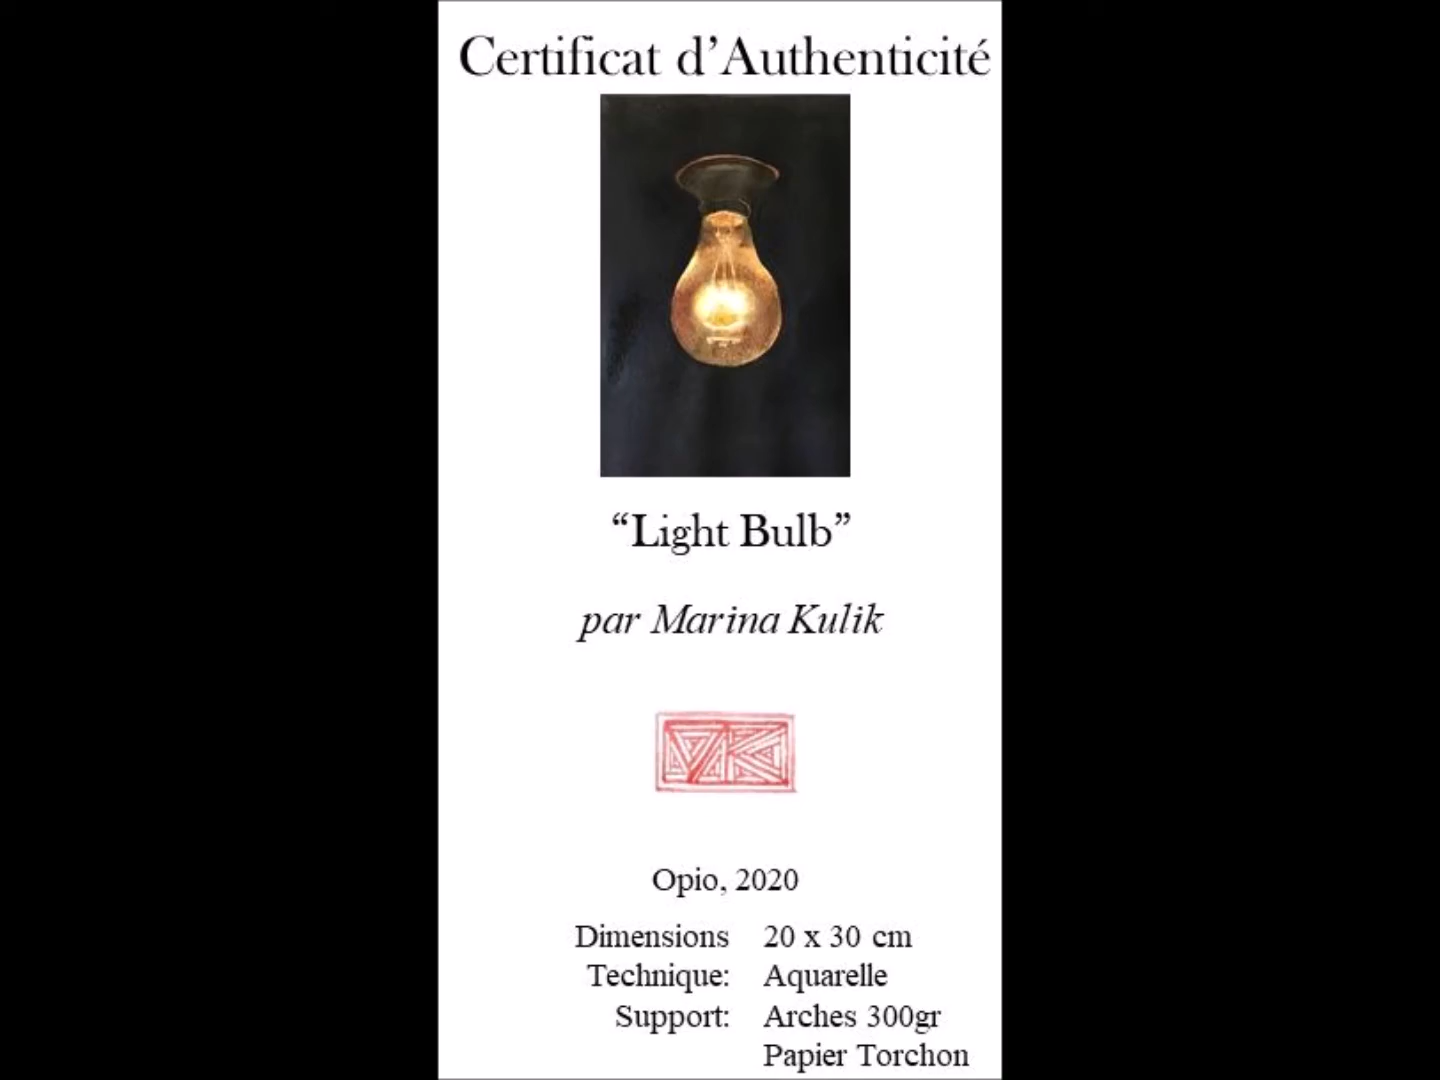 Certificat d’Authenticité
“Light Bulb”
par Marina Kulik
Opio, 2020
Dimensions 20 x 30 cm
Technique: Aquarelle
Support: Arches 300gr
Papier Torchon